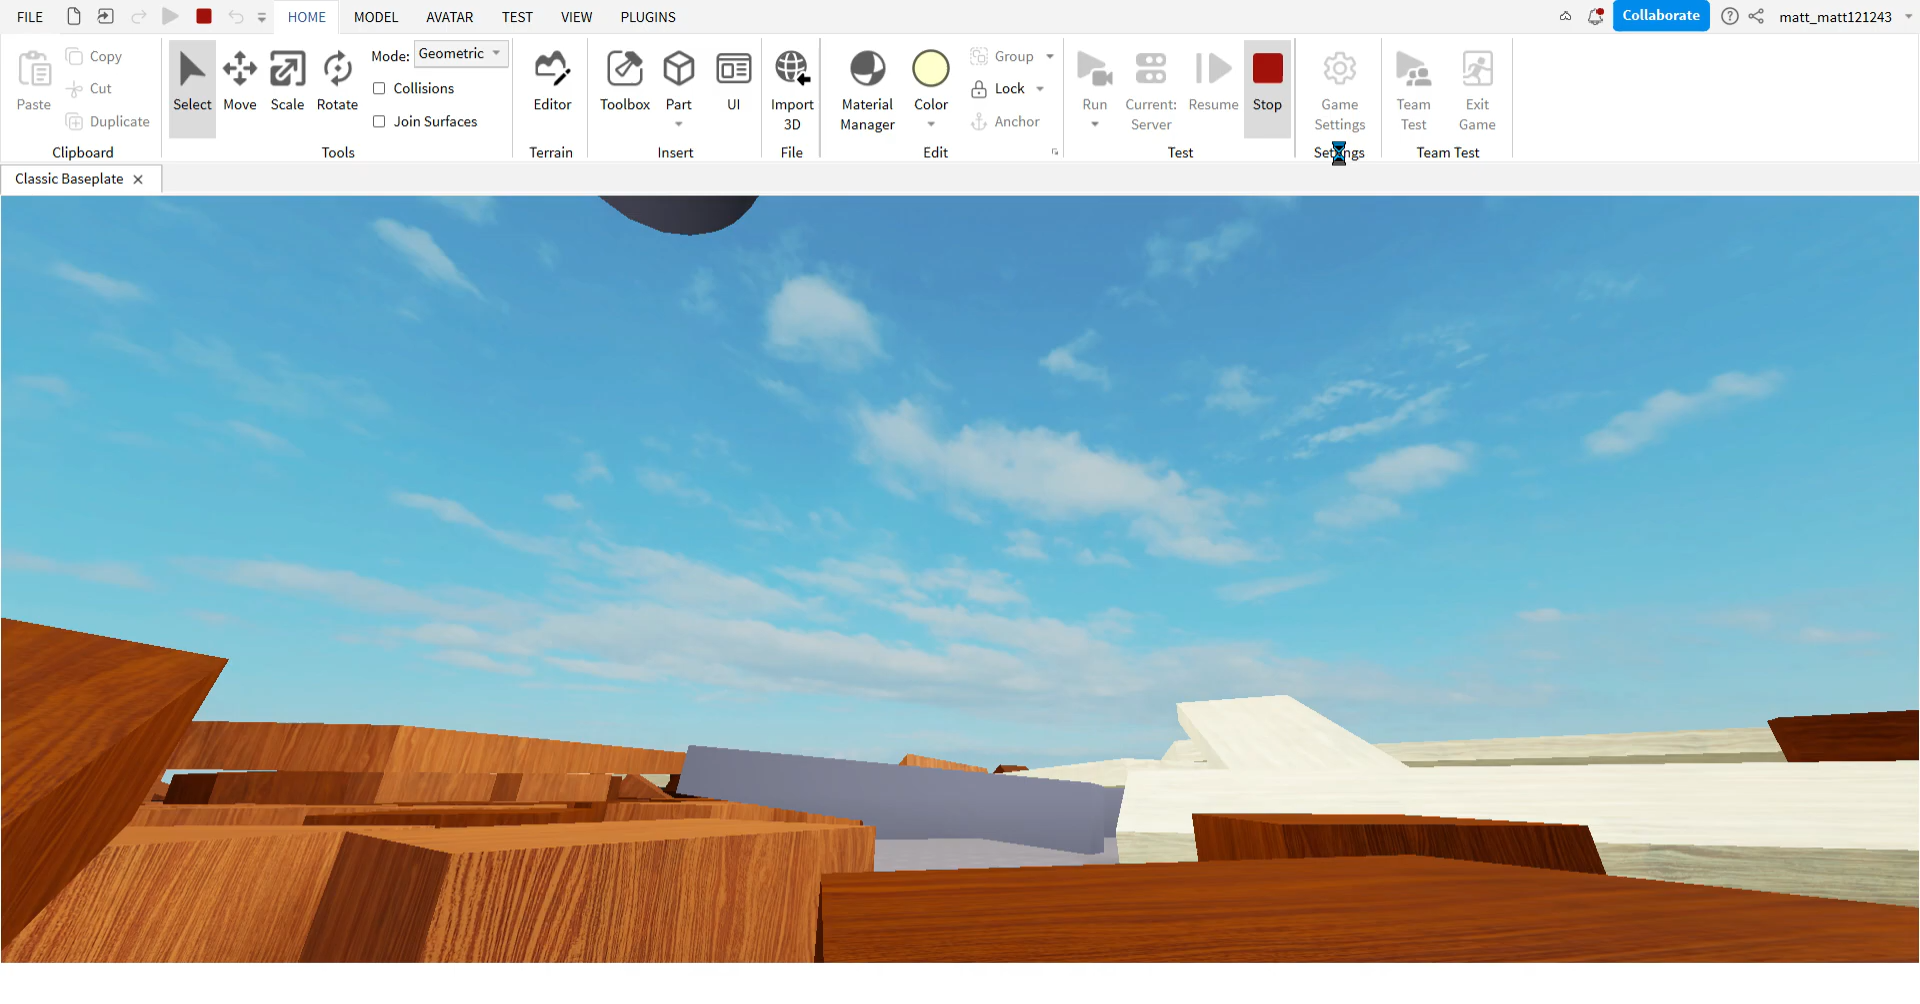 FILE HOME MODEL AVATAR TEST VIEW PLUGINS Collaborate matt_matt121243
Paste Copy Cut Duplicate
Clipboard
Select Move Scale Rotate Mode: Geometric
Collisions
Join Surfaces
Tools
Editor
Terrain
Toolbox Part UI
Insert
Import 3D
File
Material Manager Color Group Lock Anchor
Edit
Run Current: Server Resume Stop
Test
Game Settings
Team Test Exit Game
Team Test
Classic Baseplate